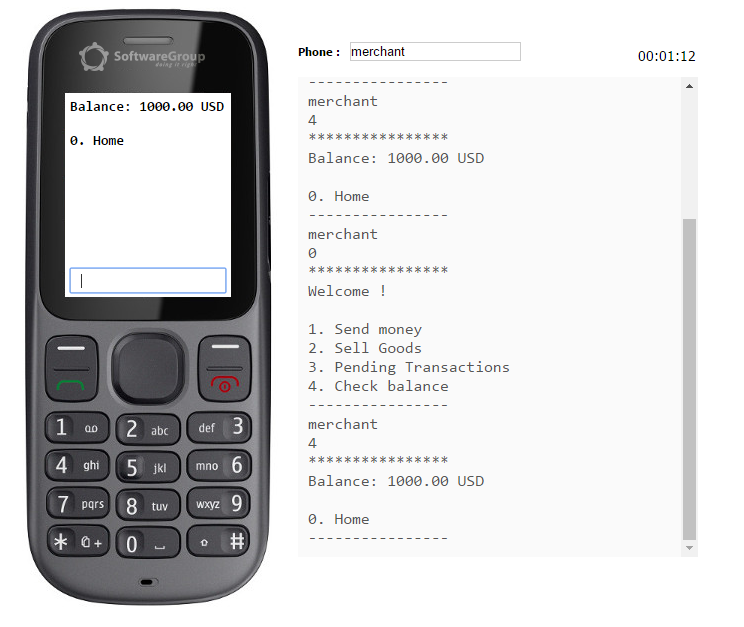 SoftwareGroup
doing it right
Balance: 1000.00 USD
0. Home
1
2 abc
def 3
4 ghi
5 jkl
mno 6
7 pqrs
8 tuv
wxyz 9
* +
0
#
Phone :
merchant
00:01:12
----------------
merchant
4
****************
Balance: 1000.00 USD
0. Home
----------------
merchant
0
****************
Welcome !
1. Send money
2. Sell Goods
3. Pending Transactions
4. Check balance
----------------
merchant
4
****************
Balance: 1000.00 USD
0. Home
----------------